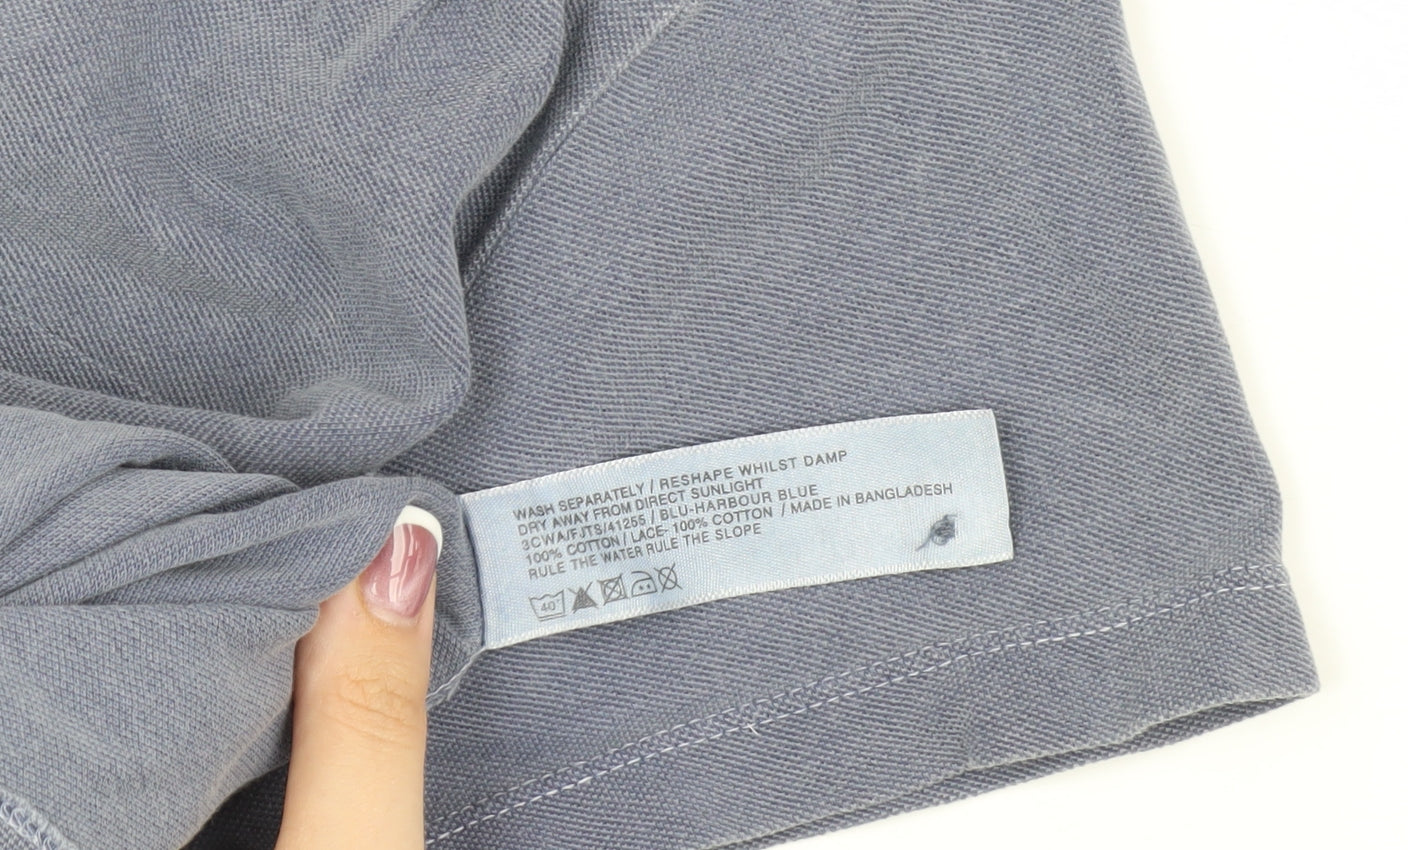 WASH SEPARATELY / RESHAPE WHILST DAMP
DRY AWAY FROM DIRECT SUNLIGHT
3CWA/FJTS/41255 / BLU-HARBOUR BLUE
100% COTTON / LACE- 100% COTTON / MADE IN BANGLADESH
RULE THE WATER RULE THE SLOPE
40°